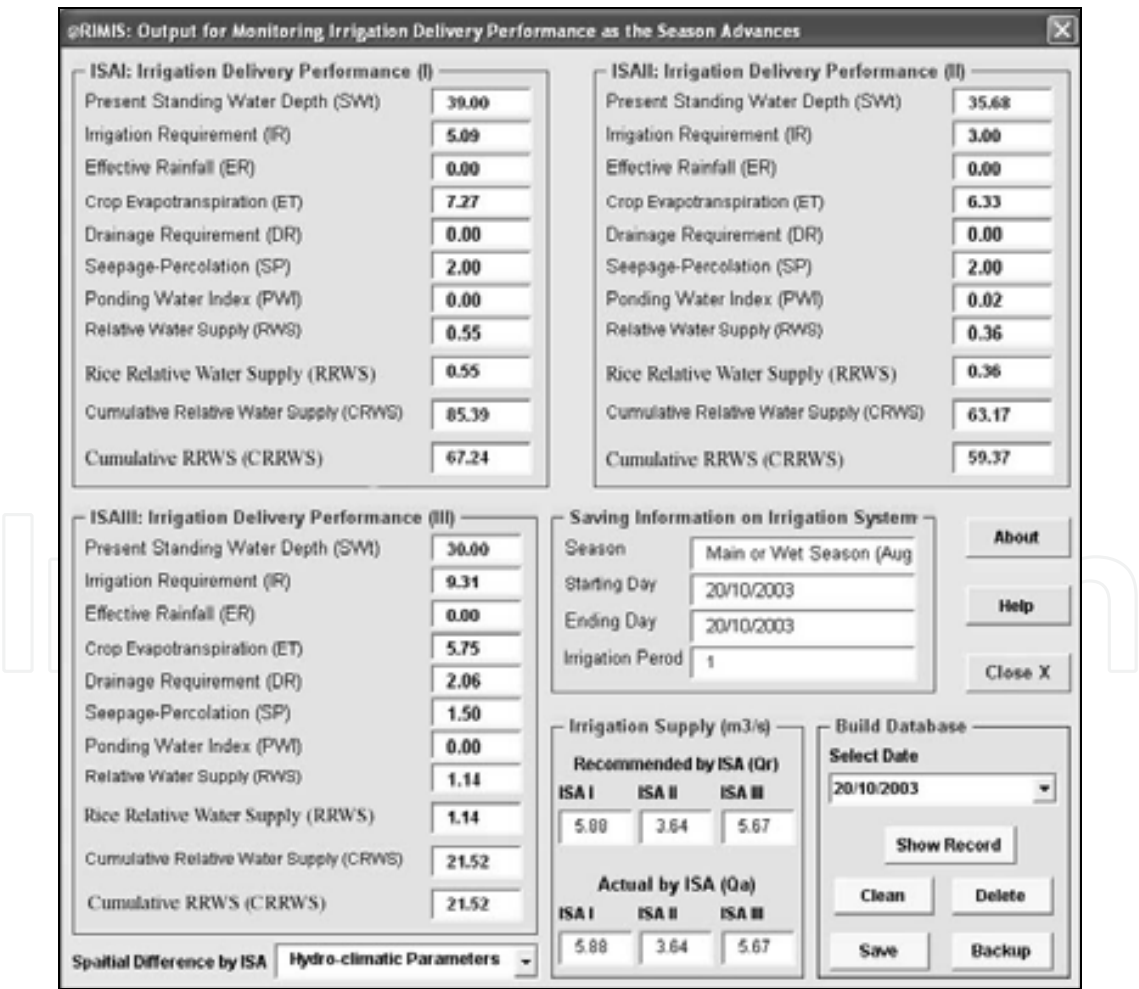 @RIMIS: Output for Monitoring Irrigation Delivery Performance as the Season Advances
ISAI: Irrigation Delivery Performance (I)
Present Standing Water Depth (SWt) 39.00
Irrigation Requirement (IR) 5.09
Effective Rainfall (ER) 0.00
Crop Evapotranspiration (ET) 7.27
Drainage Requirement (DR) 0.00
Seepage-Percolation (SP) 2.00
Ponding Water Index (PWI) 0.00
Relative Water Supply (RWS) 0.55
Rice Relative Water Supply (RRWS) 0.55
Cumulative Relative Water Supply (CRWS) 85.39
Cumulative RRWS (CRRWS) 67.24
ISAII: Irrigation Delivery Performance (II)
Present Standing Water Depth (SWt) 35.68
Irrigation Requirement (IR) 3.00
Effective Rainfall (ER) 0.00
Crop Evapotranspiration (ET) 6.33
Drainage Requirement (DR) 0.00
Seepage-Percolation (SP) 2.00
Ponding Water Index (PWI) 0.02
Relative Water Supply (RWS) 0.36
Rice Relative Water Supply (RRWS) 0.36
Cumulative Relative Water Supply (CRWS) 63.17
Cumulative RRWS (CRRWS) 59.37
ISAIII: Irrigation Delivery Performance (III)
Present Standing Water Depth (SWt) 30.00
Irrigation Requirement (IR) 9.31
Effective Rainfall (ER) 0.00
Crop Evapotranspiration (ET) 5.75
Drainage Requirement (DR) 2.06
Seepage-Percolation (SP) 1.50
Ponding Water Index (PWI) 0.00
Relative Water Supply (RWS) 1.14
Rice Relative Water Supply (RRWS) 1.14
Cumulative Relative Water Supply (CRWS) 21.52
Cumulative RRWS (CRRWS) 21.52
Spaitial Difference by ISA Hydro-climatic Parameters
Saving Information on Irrigation System
Season Main or Wet Season (Aug
Starting Day 20/10/2003
Ending Day 20/10/2003
Irrigation Perod 1
About
Help
Close X
Irrigation Supply (m3/s)
Recommended by ISA (Qr)
ISA I ISA II ISA III
5.88 3.64 5.67
Actual by ISA (Qa)
ISA I ISA II ISA III
5.88 3.64 5.67
Build Database
Select Date
20/10/2003
Show Record
Clean Delete
Save Backup